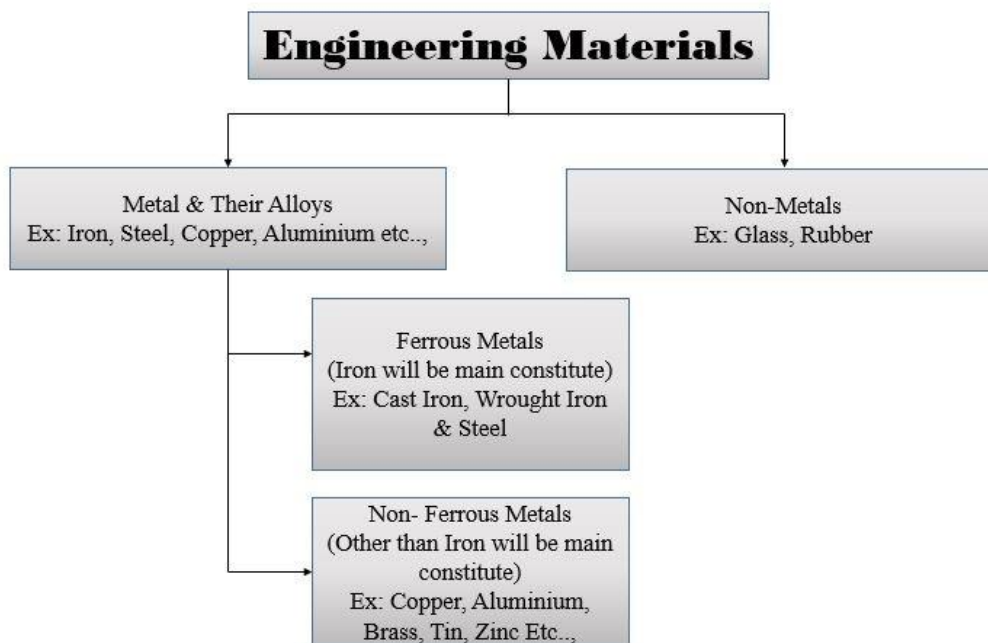 Engineering Materials
Metal & Their Alloys
Ex: Iron, Steel, Copper, Aluminium etc..,
Non-Metals
Ex: Glass, Rubber
Ferrous Metals
(Iron will be main constitute)
Ex: Cast Iron, Wrought Iron
& Steel
Non- Ferrous Metals
(Other than Iron will be main
constitute)
Ex: Copper, Aluminium,
Brass, Tin, Zinc Etc..,